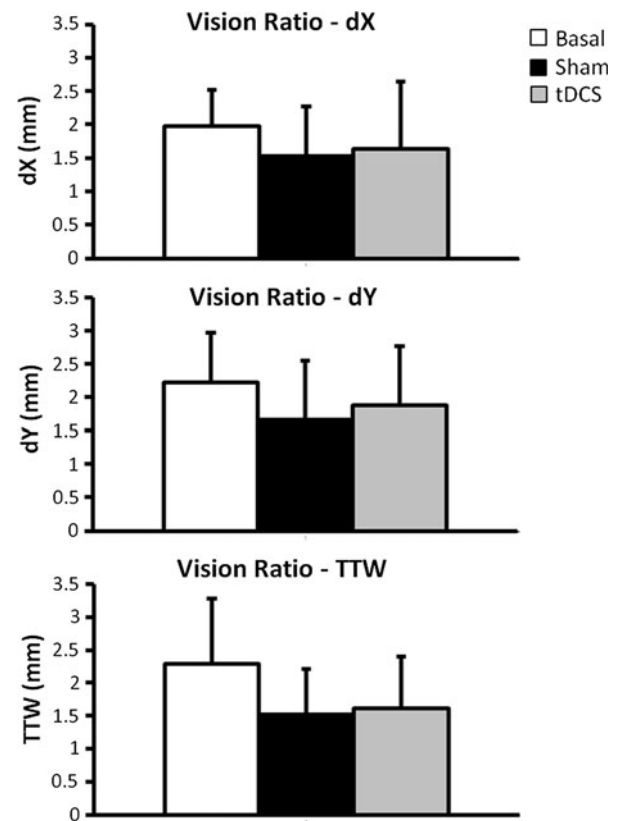 Vision Ratio - dX
3.5
3
2.5
2
1.5
1
0.5
0
dX (mm)
Basal
Sham
tDCS
Vision Ratio - dY
3.5
3
2.5
2
1.5
1
0.5
0
dY (mm)
Vision Ratio - TTW
3.5
3
2.5
2
1.5
1
0.5
0
TTW (mm)